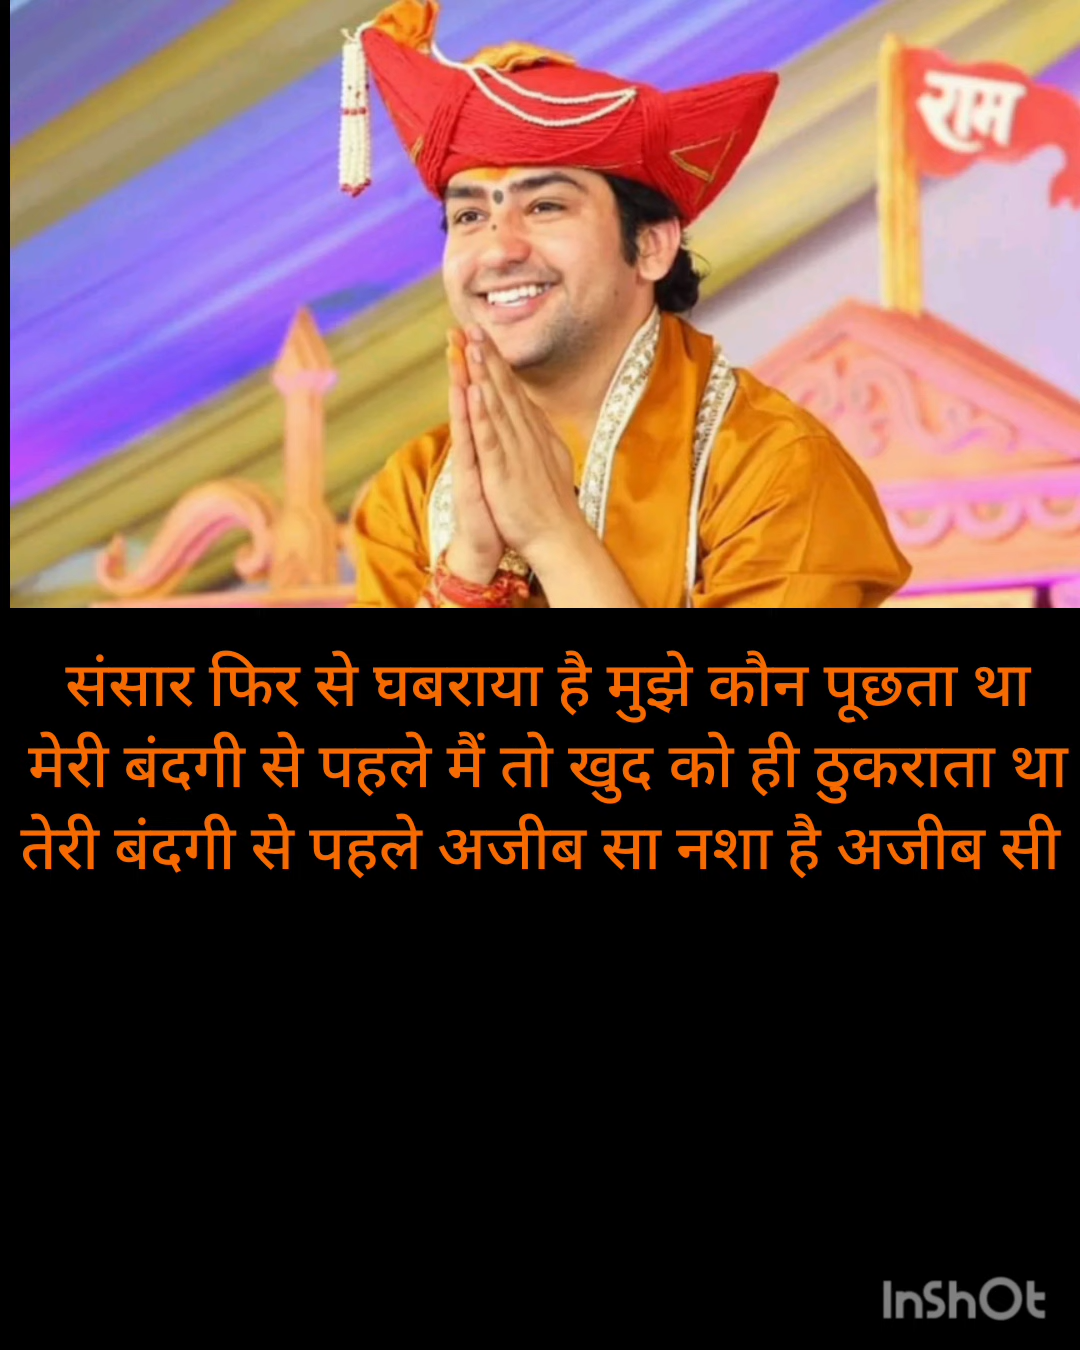 राम
संसार फिर से घबराया है मुझे कौन पूछता था
मेरी बंदगी से पहले मैं तो खुद को ही ठुकराता था
तेरी बंदगी से पहले अजीब सा नशा है अजीब सी
InShOt